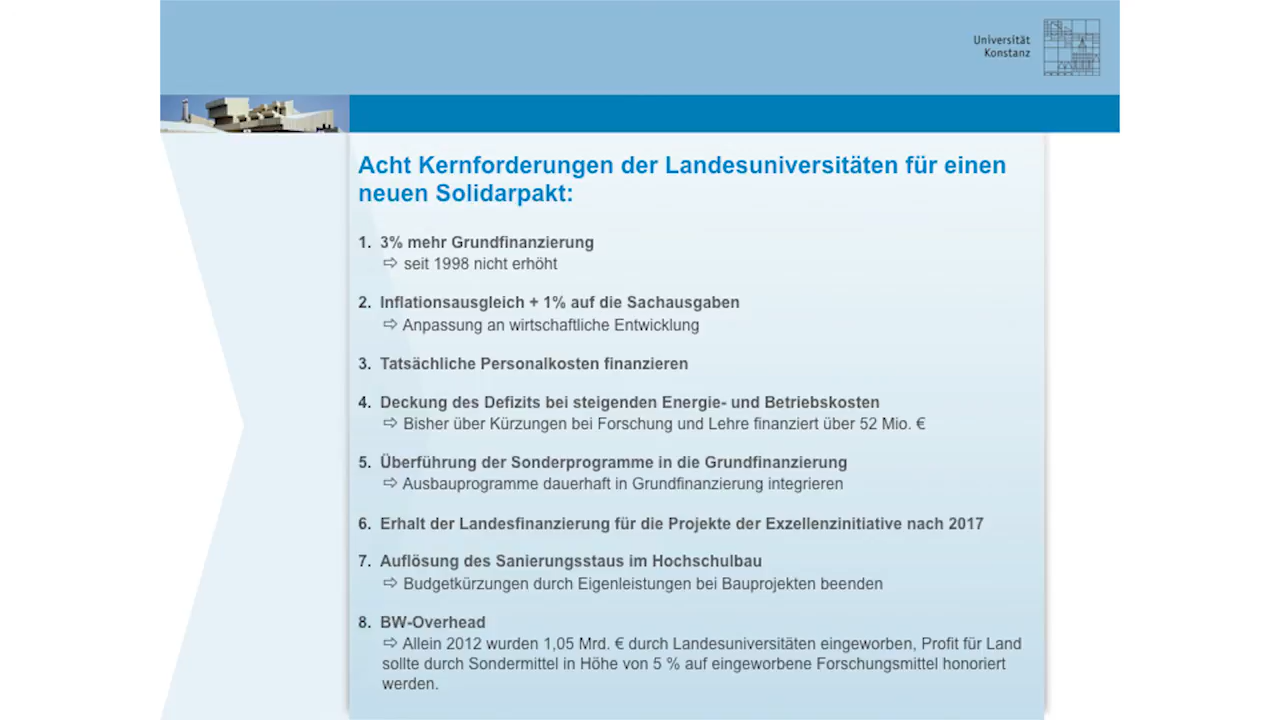 Universität
Konstanz
Acht Kernforderungen der Landesuniversitäten für einen
neuen Solidarpakt:
1. 3% mehr Grundfinanzierung
⇨ seit 1998 nicht erhöht
2. Inflationsausgleich + 1% auf die Sachausgaben
⇨ Anpassung an wirtschaftliche Entwicklung
3. Tatsächliche Personalkosten finanzieren
4. Deckung des Defizits bei steigenden Energie- und Betriebskosten
⇨ Bisher über Kürzungen bei Forschung und Lehre finanziert über 52 Mio. €
5. Überführung der Sonderprogramme in die Grundfinanzierung
⇨ Ausbauprogramme dauerhaft in Grundfinanzierung integrieren
6. Erhalt der Landesfinanzierung für die Projekte der Exzellenzinitiative nach 2017
7. Auflösung des Sanierungsstaus im Hochschulbau
⇨ Budgetkürzungen durch Eigenleistungen bei Bauprojekten beenden
8. BW-Overhead
⇨ Allein 2012 wurden 1,05 Mrd. € durch Landesuniversitäten eingeworben, Profit für Land
sollte durch Sondermittel in Höhe von 5 % auf eingeworbene Forschungsmittel honoriert
werden.